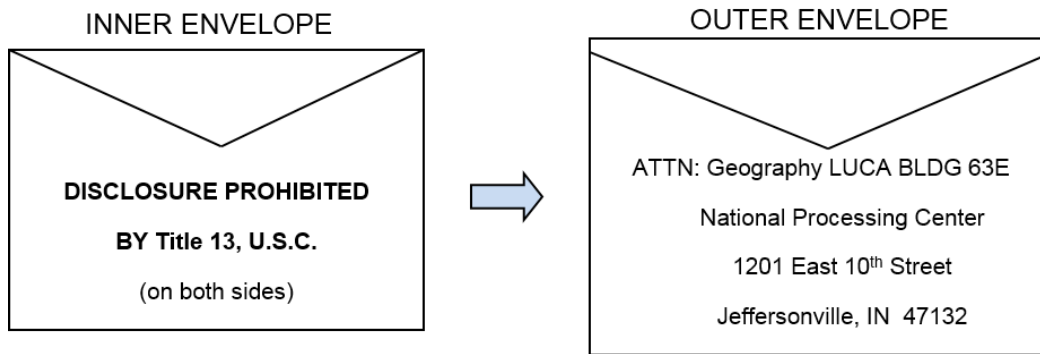 INNER ENVELOPE
DISCLOSURE PROHIBITED
BY Title 13, U.S.C.
(on both sides)
OUTER ENVELOPE
ATTN: Geography LUCA BLDG 63E
National Processing Center
1201 East 10th Street
Jeffersonville, IN 47132